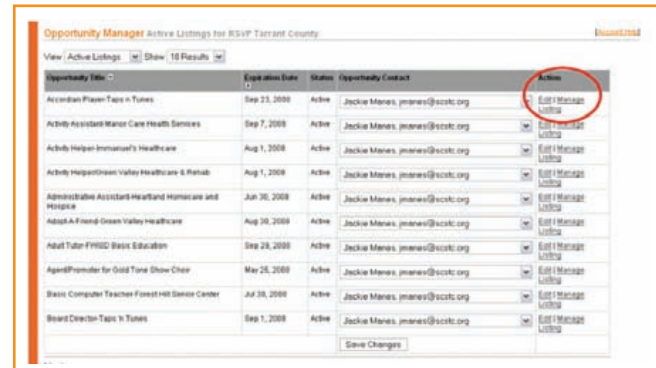 Opportunity Manager Active Listings for RSVP Tarrant County
[Account Help]
View Active Listings Show 10 Results
Opportunity Title Expiration Date Status Opportunity Contact Action
Accordian Player-Taps n Tunes Sep 23, 2008 Active Jackie Manes, jmanes@scstc.org Edit | Manage
Listing
Activity Assistant-Manor Care Health Services Sep 7, 2008 Active Jackie Manes, jmanes@scstc.org Edit | Manage
Listing
Activity Helper-Immanuel's Healthcare Aug 1, 2008 Active Jackie Manes, jmanes@scstc.org Edit | Manage
Listing
Activity Helper/Green Valley Healthcare & Rehab Aug 1, 2008 Active Jackie Manes, jmanes@scstc.org Edit | Manage
Listing
Administrative Assistant-Heartland Homecare and Jun 30, 2008 Active Jackie Manes, jmanes@scstc.org Edit | Manage
Hospice Listing
Adopt-A-Friend-Green Valley Healthcare Aug 30, 2008 Active Jackie Manes, jmanes@scstc.org Edit | Manage
Listing
Adult Tutor-FWISD Basic Education Sep 28, 2008 Active Jackie Manes, jmanes@scstc.org Edit | Manage
Listing
Agent/Promoter for Gold Tone Show Choir May 26, 2008 Active Jackie Manes, jmanes@scstc.org Edit | Manage
Listing
Basic Computer Teacher-Forest Hill Senior Center Jul 30, 2008 Active Jackie Manes, jmanes@scstc.org Edit | Manage
Listing
Board Director-Taps 'n Tunes Sep 1, 2008 Active Jackie Manes, jmanes@scstc.org Edit | Manage
Listing
Save Changes